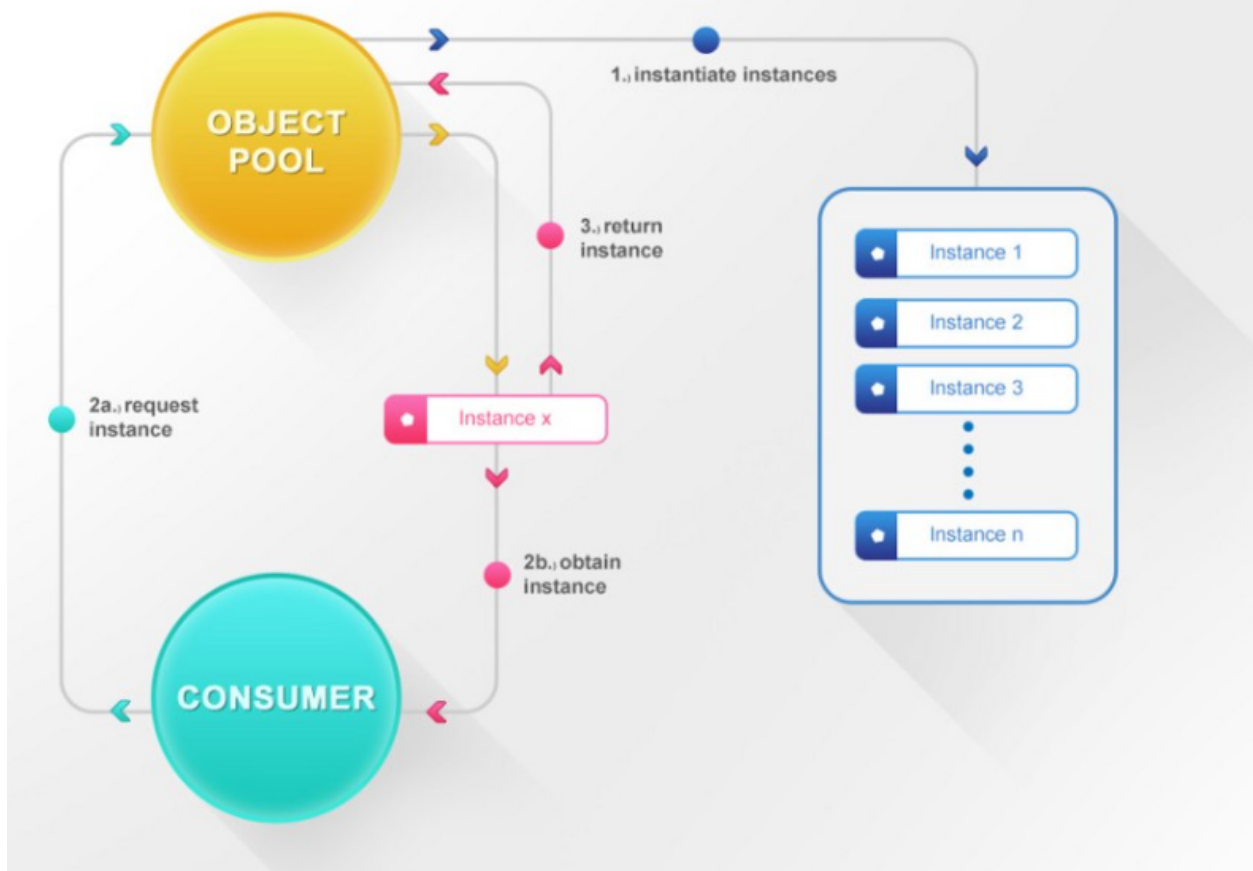 OBJECT
POOL
1.) instantiate instances
3.) return
instance
Instance 1
Instance 2
Instance 3
Instance n
2a.) request
instance
Instance x
2b.) obtain
instance
CONSUMER